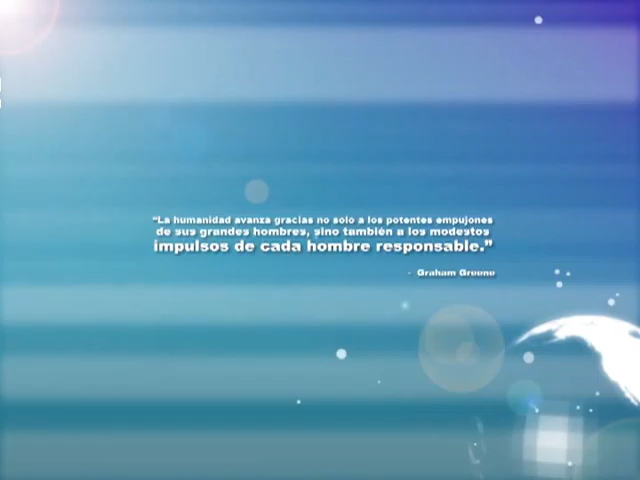 "La humanidad avanza gracias no solo a los potentes empujones
de sus grandes hombres, sino también a los modestos
impulsos de cada hombre responsable."
- Graham Greene